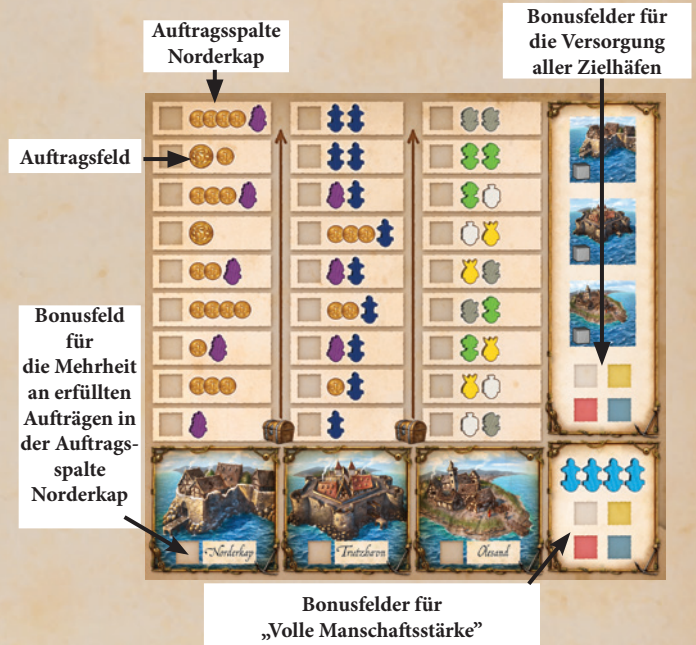 Auftragsspalte
Norderkap
Bonusfelder für
die Versorgung
aller Zielhäfen
Auftragsfeld
Bonusfeld
für
die Mehrheit
an erfüllten
Aufträgen in
der Auftrags-
spalte
Norderkap
Norderkap
Trutzhavn
Olesand
Bonusfelder für
„Volle Manschaftsstärke”